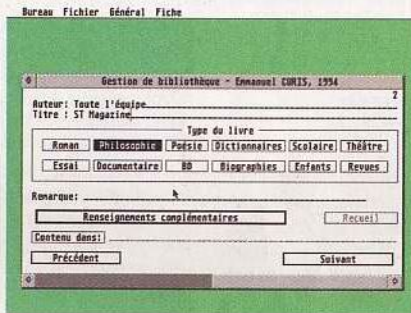 Bureau Fichier Général Fiche
Gestion de bibliothèque - Emmanuel CURIS, 1994
2
Auteur: Toute l'équipe
Titre : ST Magazine
Type du livre
Roman Philosophie Poésie Dictionnaires Scolaire Théâtre
Essai Documentaire BD Biographies Enfants Revues
Remarque:
Renseignements complémentaires Recueil
Contenu dans:
Précédent Suivant